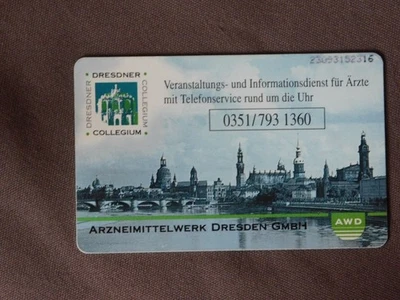 23093152316
DRESDNER
DRESDNER
COLLEGIUM
COLLEGIUM
Veranstaltungs- und Informationsdienst für Ärzte
mit Telefonservice rund um die Uhr
0351/793 1360
AWD
ARZNEIMITTELWERK DRESDEN GMBH